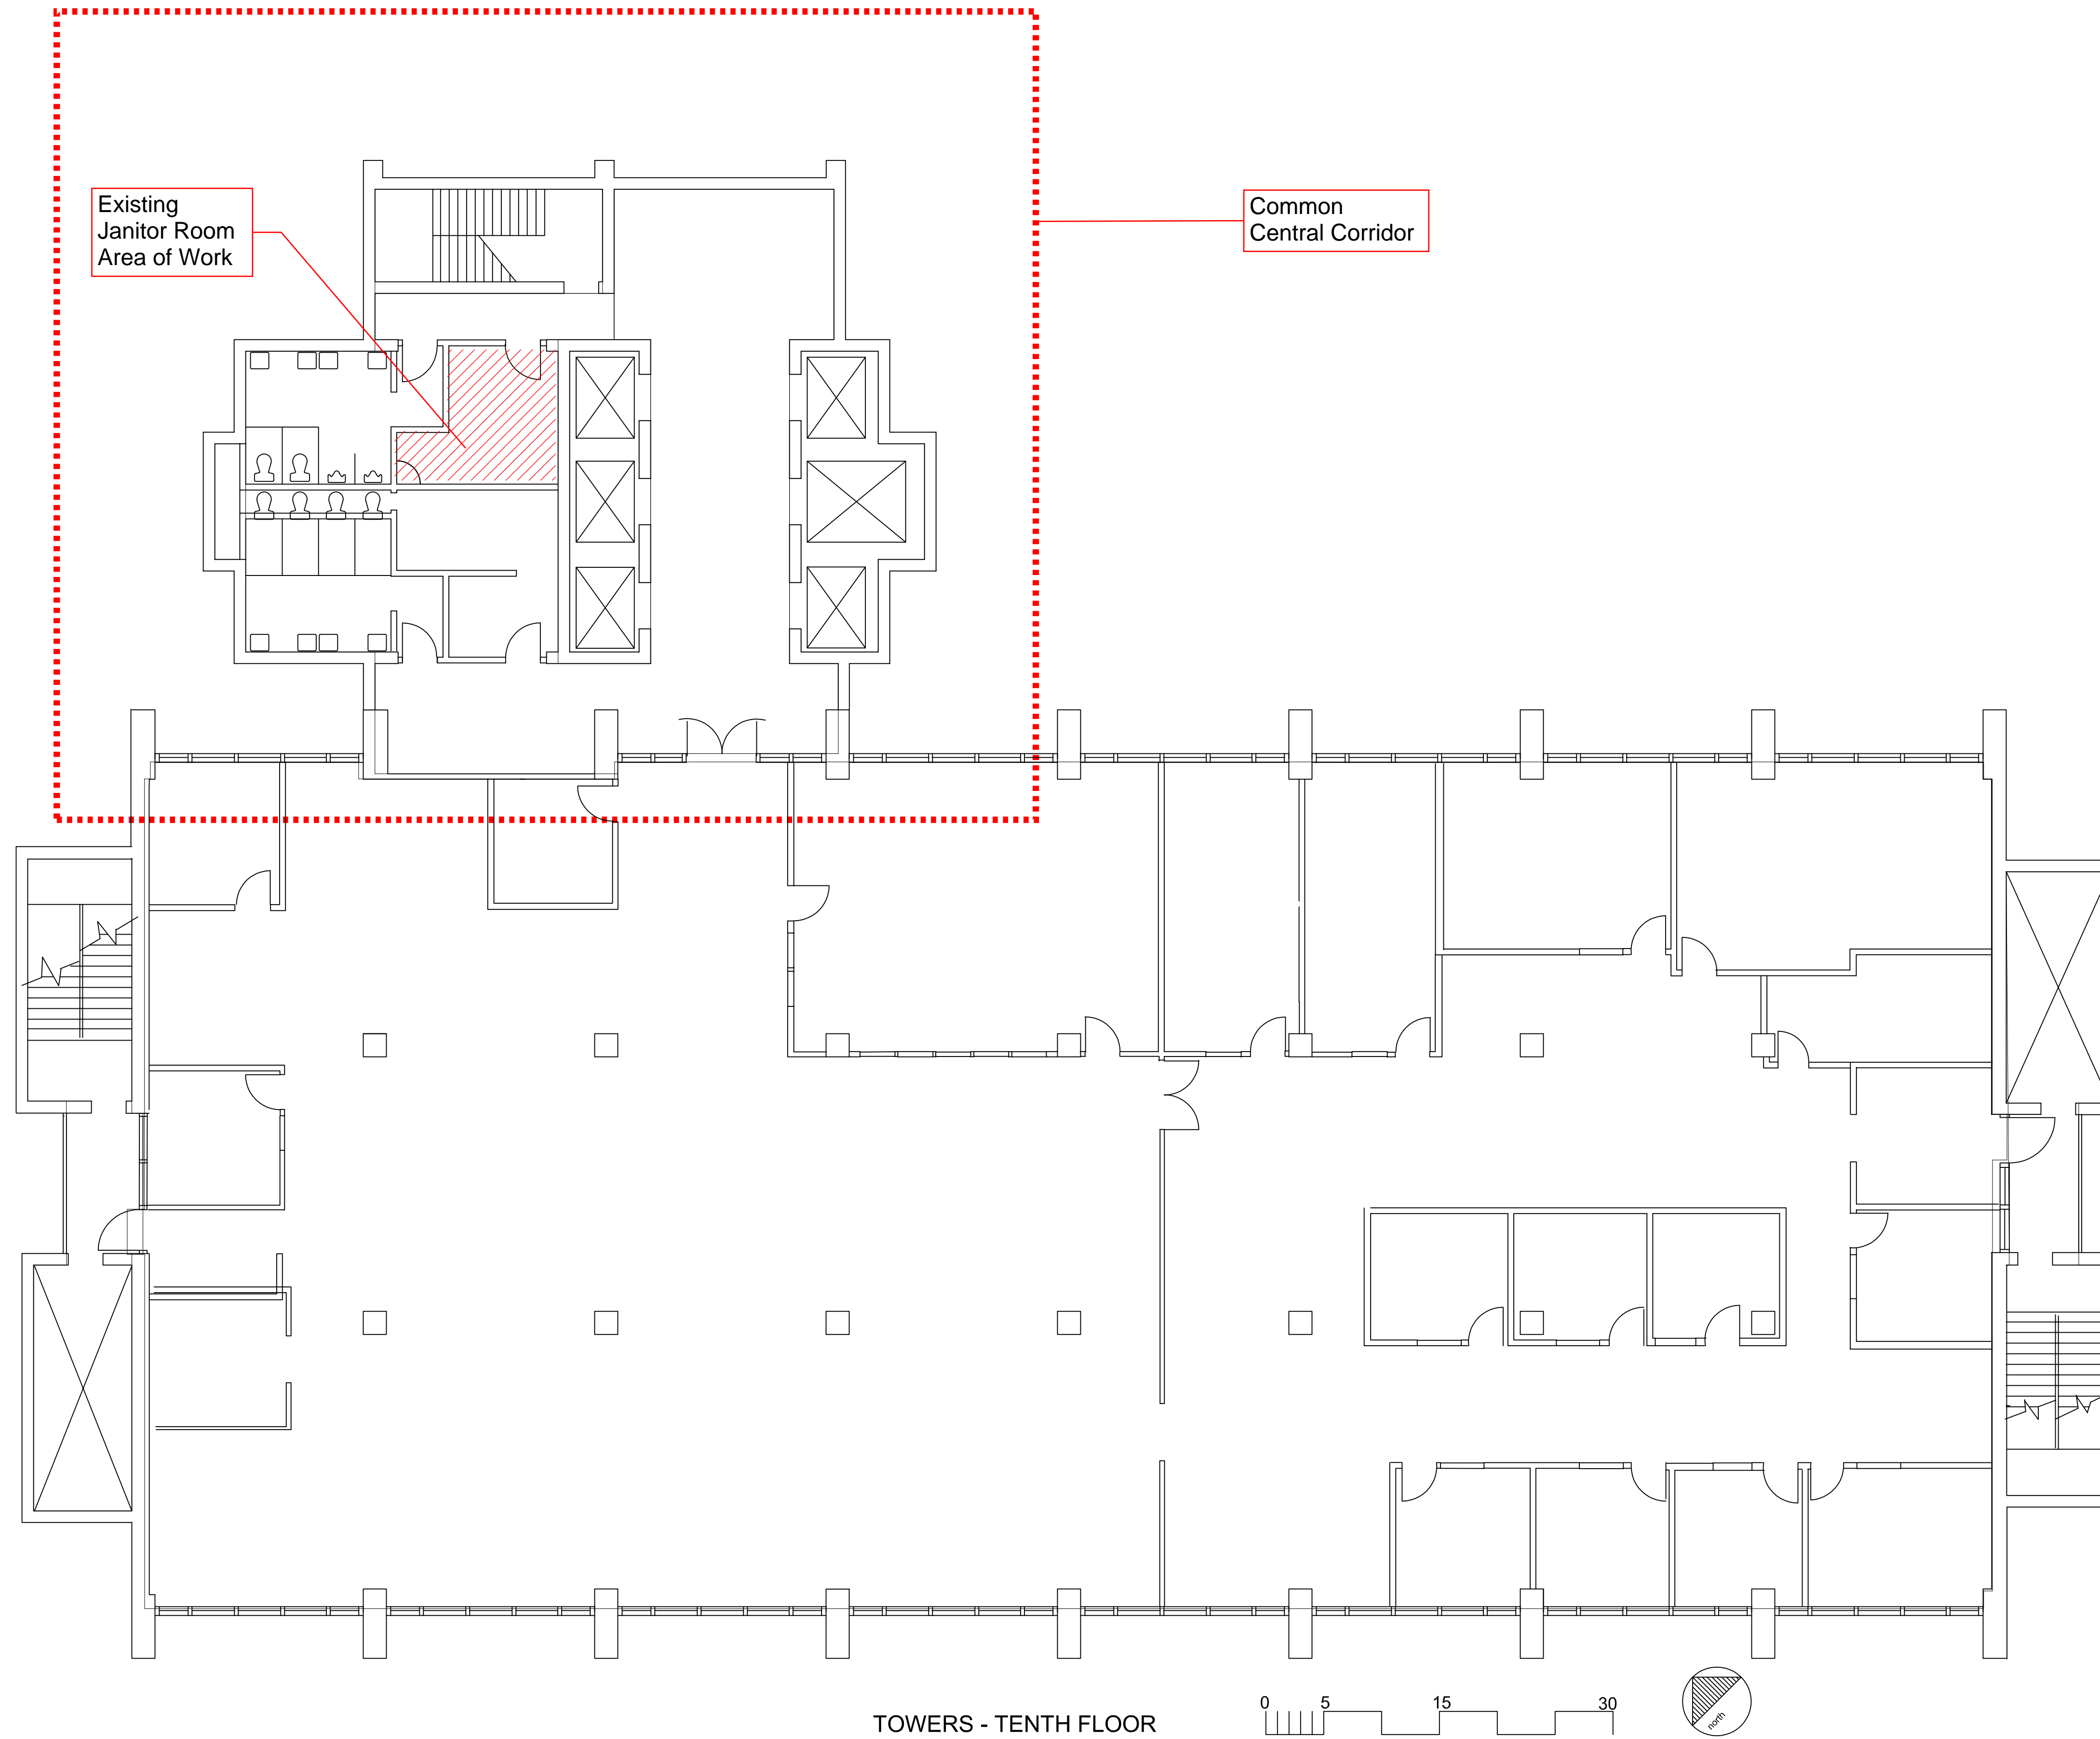 Existing
Janitor Room
Area of Work
Common
Central Corridor
TOWERS - TENTH FLOOR
0 5 15 30
north